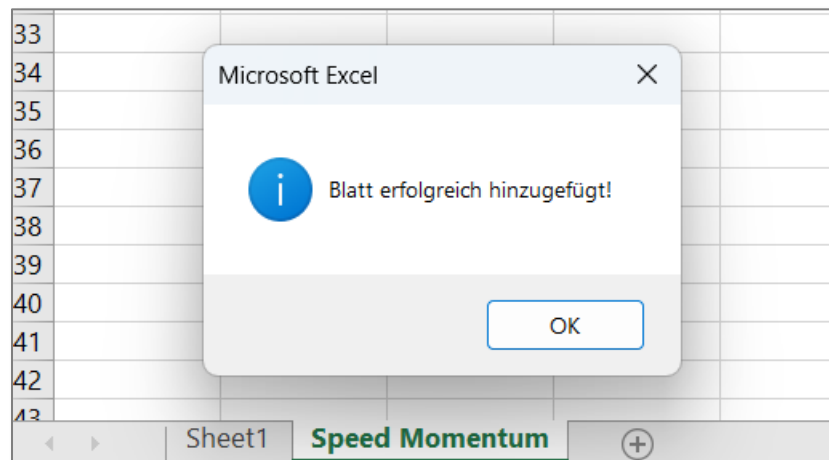 33
34
35
36
37
38
39
40
41
42
43
Microsoft Excel
Blatt erfolgreich hinzugefügt!
OK
Sheet1
Speed Momentum